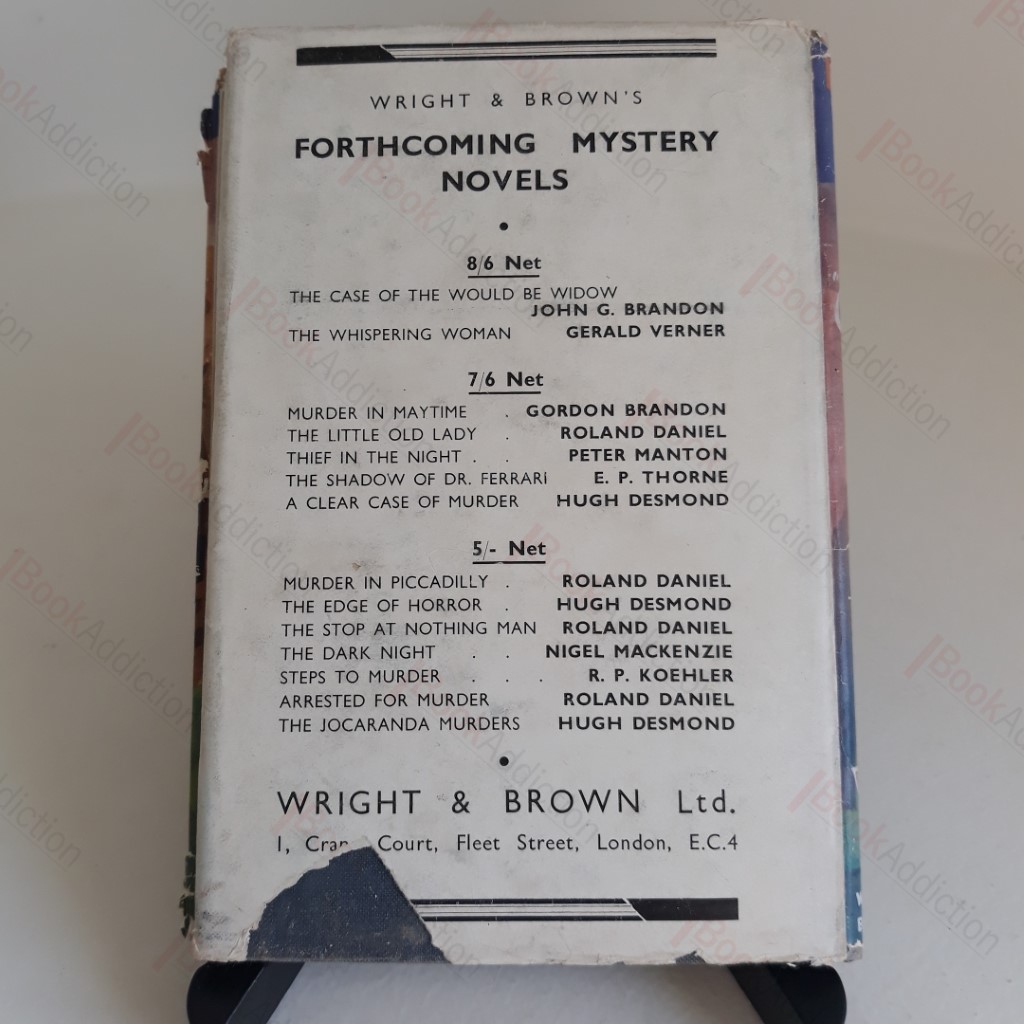 WRIGHT & BROWN'S
FORTHCOMING MYSTERY
NOVELS
8/6 Net
THE CASE OF THE WOULD BE WIDOW
JOHN G. BRANDON
THE WHISPERING WOMAN GERALD VERNER
7/6 Net
MURDER IN MAYTIME . GORDON BRANDON
THE LITTLE OLD LADY . ROLAND DANIEL
THIEF IN THE NIGHT . . PETER MANTON
THE SHADOW OF DR. FERRARI E. P. THORNE
A CLEAR CASE OF MURDER HUGH DESMOND
5/- Net
MURDER IN PICCADILLY . ROLAND DANIEL
THE EDGE OF HORROR . HUGH DESMOND
THE STOP AT NOTHING MAN ROLAND DANIEL
THE DARK NIGHT . . NIGEL MACKENZIE
STEPS TO MURDER . . . R. P. KOEHLER
ARRESTED FOR MURDER ROLAND DANIEL
THE JOCARANDA MURDERS HUGH DESMOND
WRIGHT & BROWN Ltd.
1, Court, Fleet Street, London, E.C.4
BookAddiction